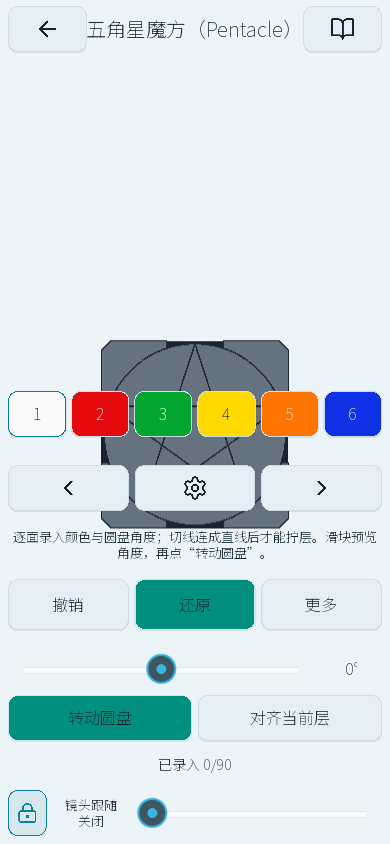 五角星魔方（Pentacle）
1 2 3 4 5 6
逐面录入颜色与圆盘角度；切线连成直线后才能拧层。滑块预览
角度，再点“转动圆盘”。
撤销 还原 更多
0°
转动圆盘 对齐当前层
已录入 0/90
镜头跟随
关闭